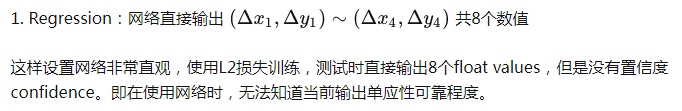 1. Regression：网络直接输出 (Δx₁, Δy₁) ∼ (Δx₄, Δy₄) 共8个数值
这样设置网络非常直观，使用L2损失训练，测试时直接输出8个float values，但是没有置信度
confidence。即在使用网络时，无法知道当前输出单应性可靠程度。